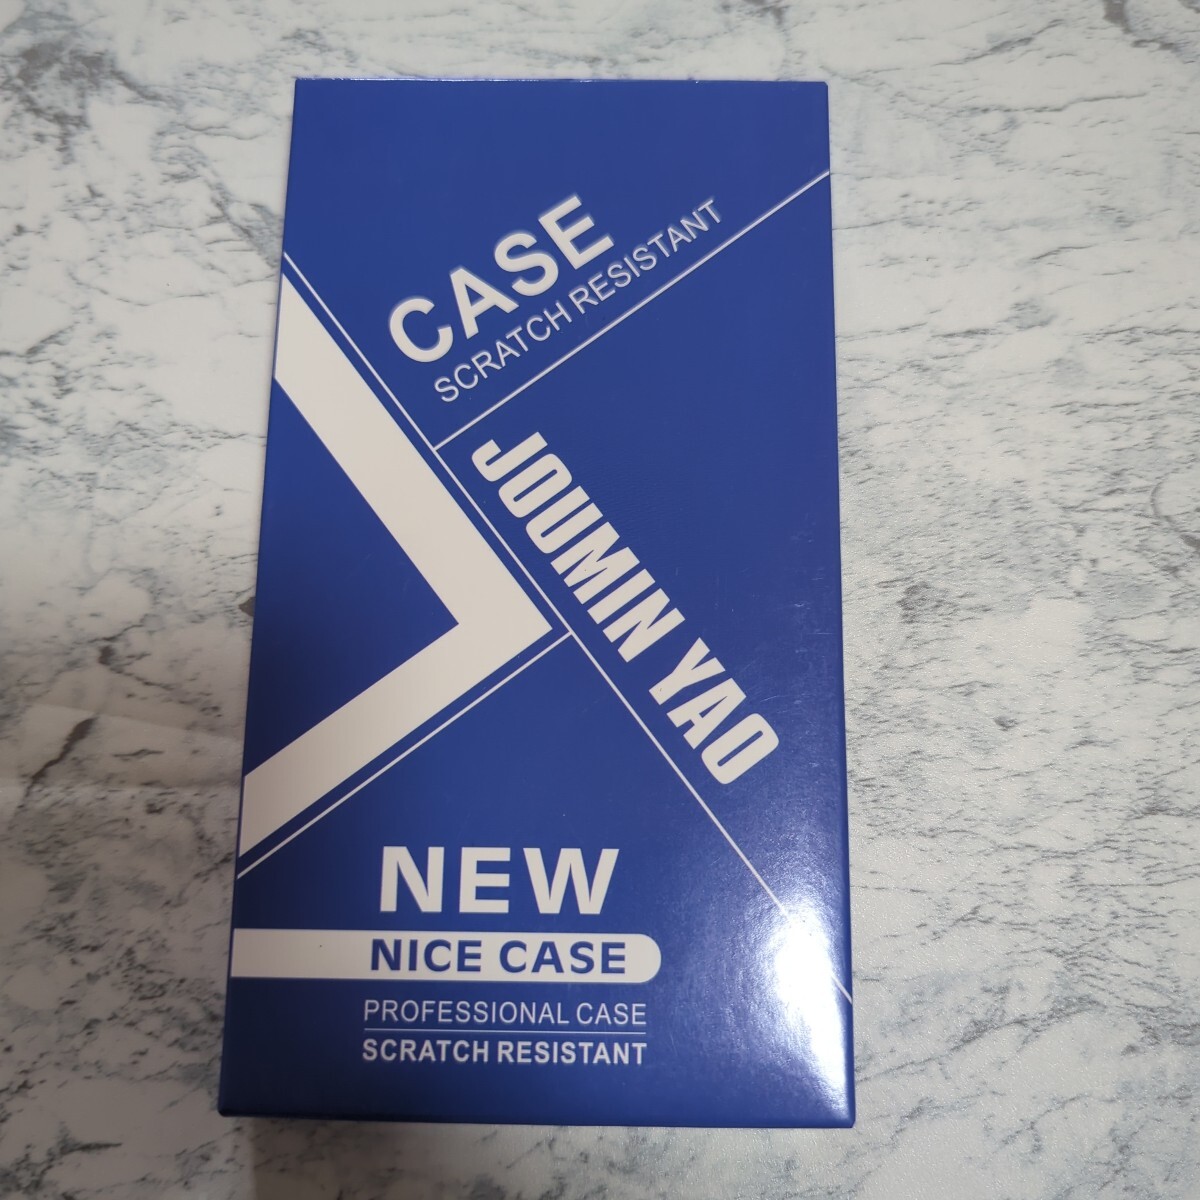 CASE
SCRATCH RESISTANT
JOUMIN YAO
NEW
NICE CASE
PROFESSIONAL CASE
SCRATCH RESISTANT